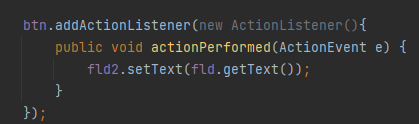 btn.addActionListener(new ActionListener(){
    public void actionPerformed(ActionEvent e) {
        fld2.setText(fld.getText());
    }
});